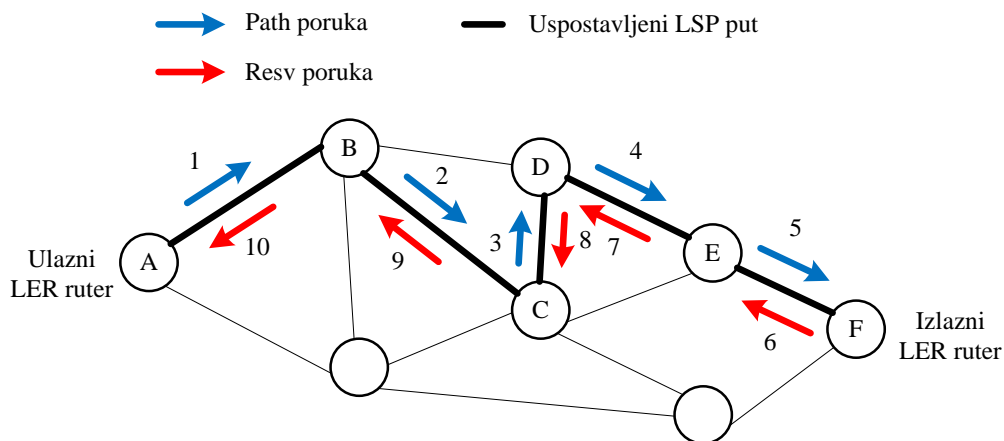 Path poruka
Uspostavljeni LSP put
Resv poruka
B
D
4
1
2
5
10
3
8
7
E
9
Ulazni
LER ruter
A
C
6
F
Izlazni
LER ruter